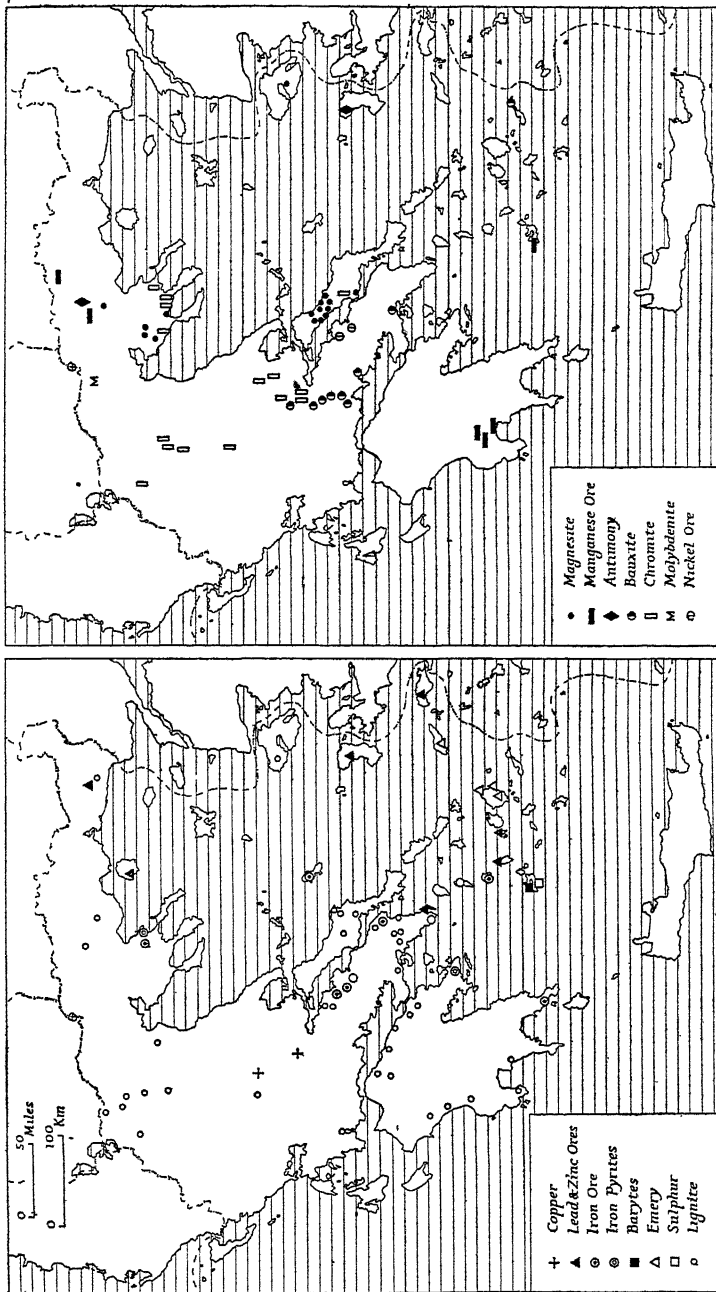 0 50
Miles
0 100
Km
+ Copper
▲ Lead & Zinc Ores
Iron Ore
Iron Pyrites
■ Barytes
△ Emery
□ Sulphur
Lignite
M
• Magnesite
Manganese Ore
◆ Antimony
Bauxite
Chromite
M Molybdenite
Nickel Ore